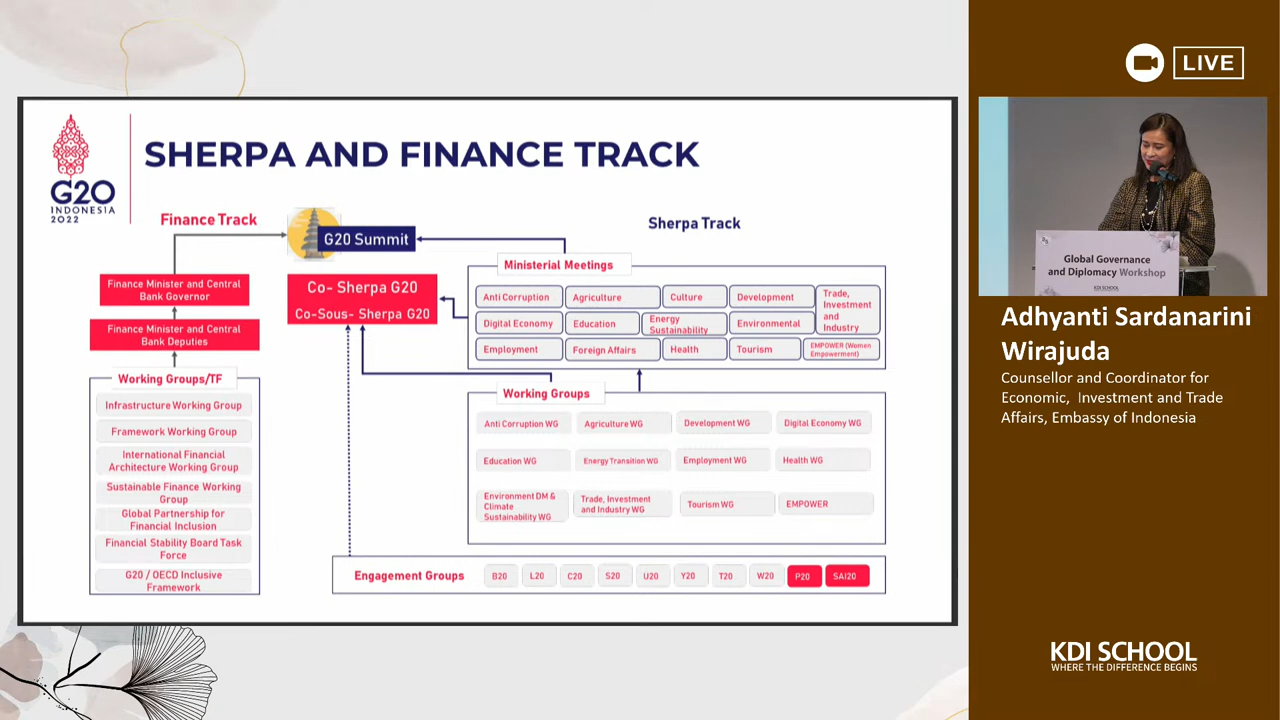 G20
INDONESIA
2022
SHERPA AND FINANCE TRACK
Finance Track
G20 Summit
Sherpa Track
Finance Minister and Central
Bank Governor
Finance Minister and Central
Bank Deputies
Working Groups/TF
Infrastructure Working Group
Framework Working Group
International Financial
Architecture Working Group
Sustainable Finance Working
Group
Global Partnership for
Financial Inclusion
Financial Stability Board Task
Force
G20 / OECD Inclusive
Framework
Co- Sherpa G20
Co-Sous- Sherpa G20
Ministerial Meetings
Anti Corruption
Agriculture
Culture
Development
Trade,
Investment
and
Industry
Digital Economy
Education
Energy
Sustainability
Environmental
Employment
Foreign Affairs
Health
Tourism
EMPOWER (Women
Empowerment)
Working Groups
Anti Corruption WG
Agriculture WG
Development WG
Digital Economy WG
Education WG
Energy Transition WG
Employment WG
Health WG
Environment DM &
Climate
Sustainability WG
Trade, Investment
and Industry WG
Tourism WG
EMPOWER
Engagement Groups
B20
L20
C20
S20
U20
Y20
T20
W20
P20
SAI20
LIVE
Global Governance
and Diplomacy Workshop
KDI SCHOOL
Adhyanti Sardanarini
Wirajuda
Counsellor and Coordinator for
Economic, Investment and Trade
Affairs, Embassy of Indonesia
KDI SCHOOL
WHERE THE DIFFERENCE BEGINS